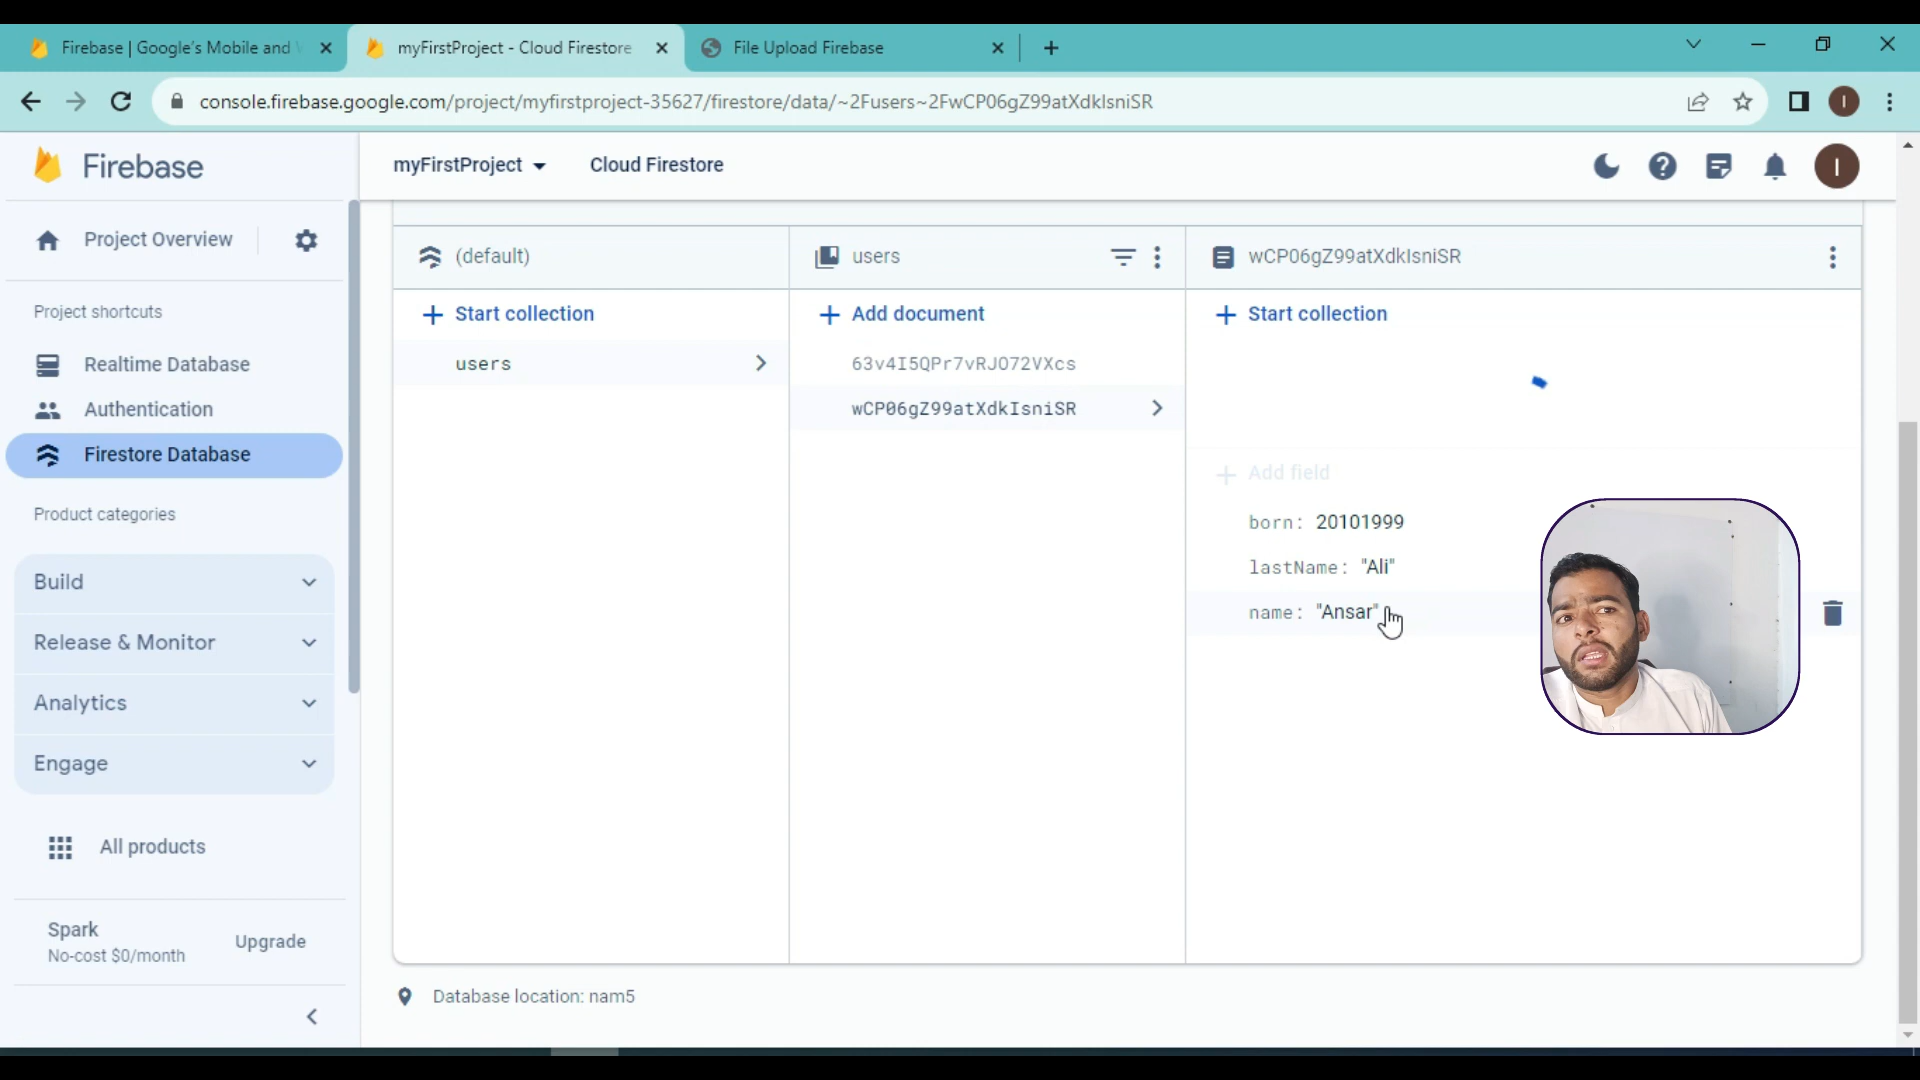 Firebase | Google's Mobile and
myFirstProject - Cloud Firestore
File Upload Firebase
console.firebase.google.com/project/myfirstproject-35627/firestore/data/~2Fusers~2FwCP06gZ99atXdkIsniSR
I
Firebase
myFirstProject
Cloud Firestore
I
Project Overview
(default)
users
wCP06gZ99atXdkIsniSR
Project shortcuts
Start collection
Add document
Start collection
Realtime Database
users
63v4I5QPr7vRJO72VXcs
Authentication
wCP06gZ99atXdkIsniSR
Firestore Database
Add field
Product categories
born: 20101999
lastName: "Ali"
name: "Ansar"
Build
Release & Monitor
Analytics
Engage
All products
Spark
No-cost $0/month
Upgrade
Database location: nam5